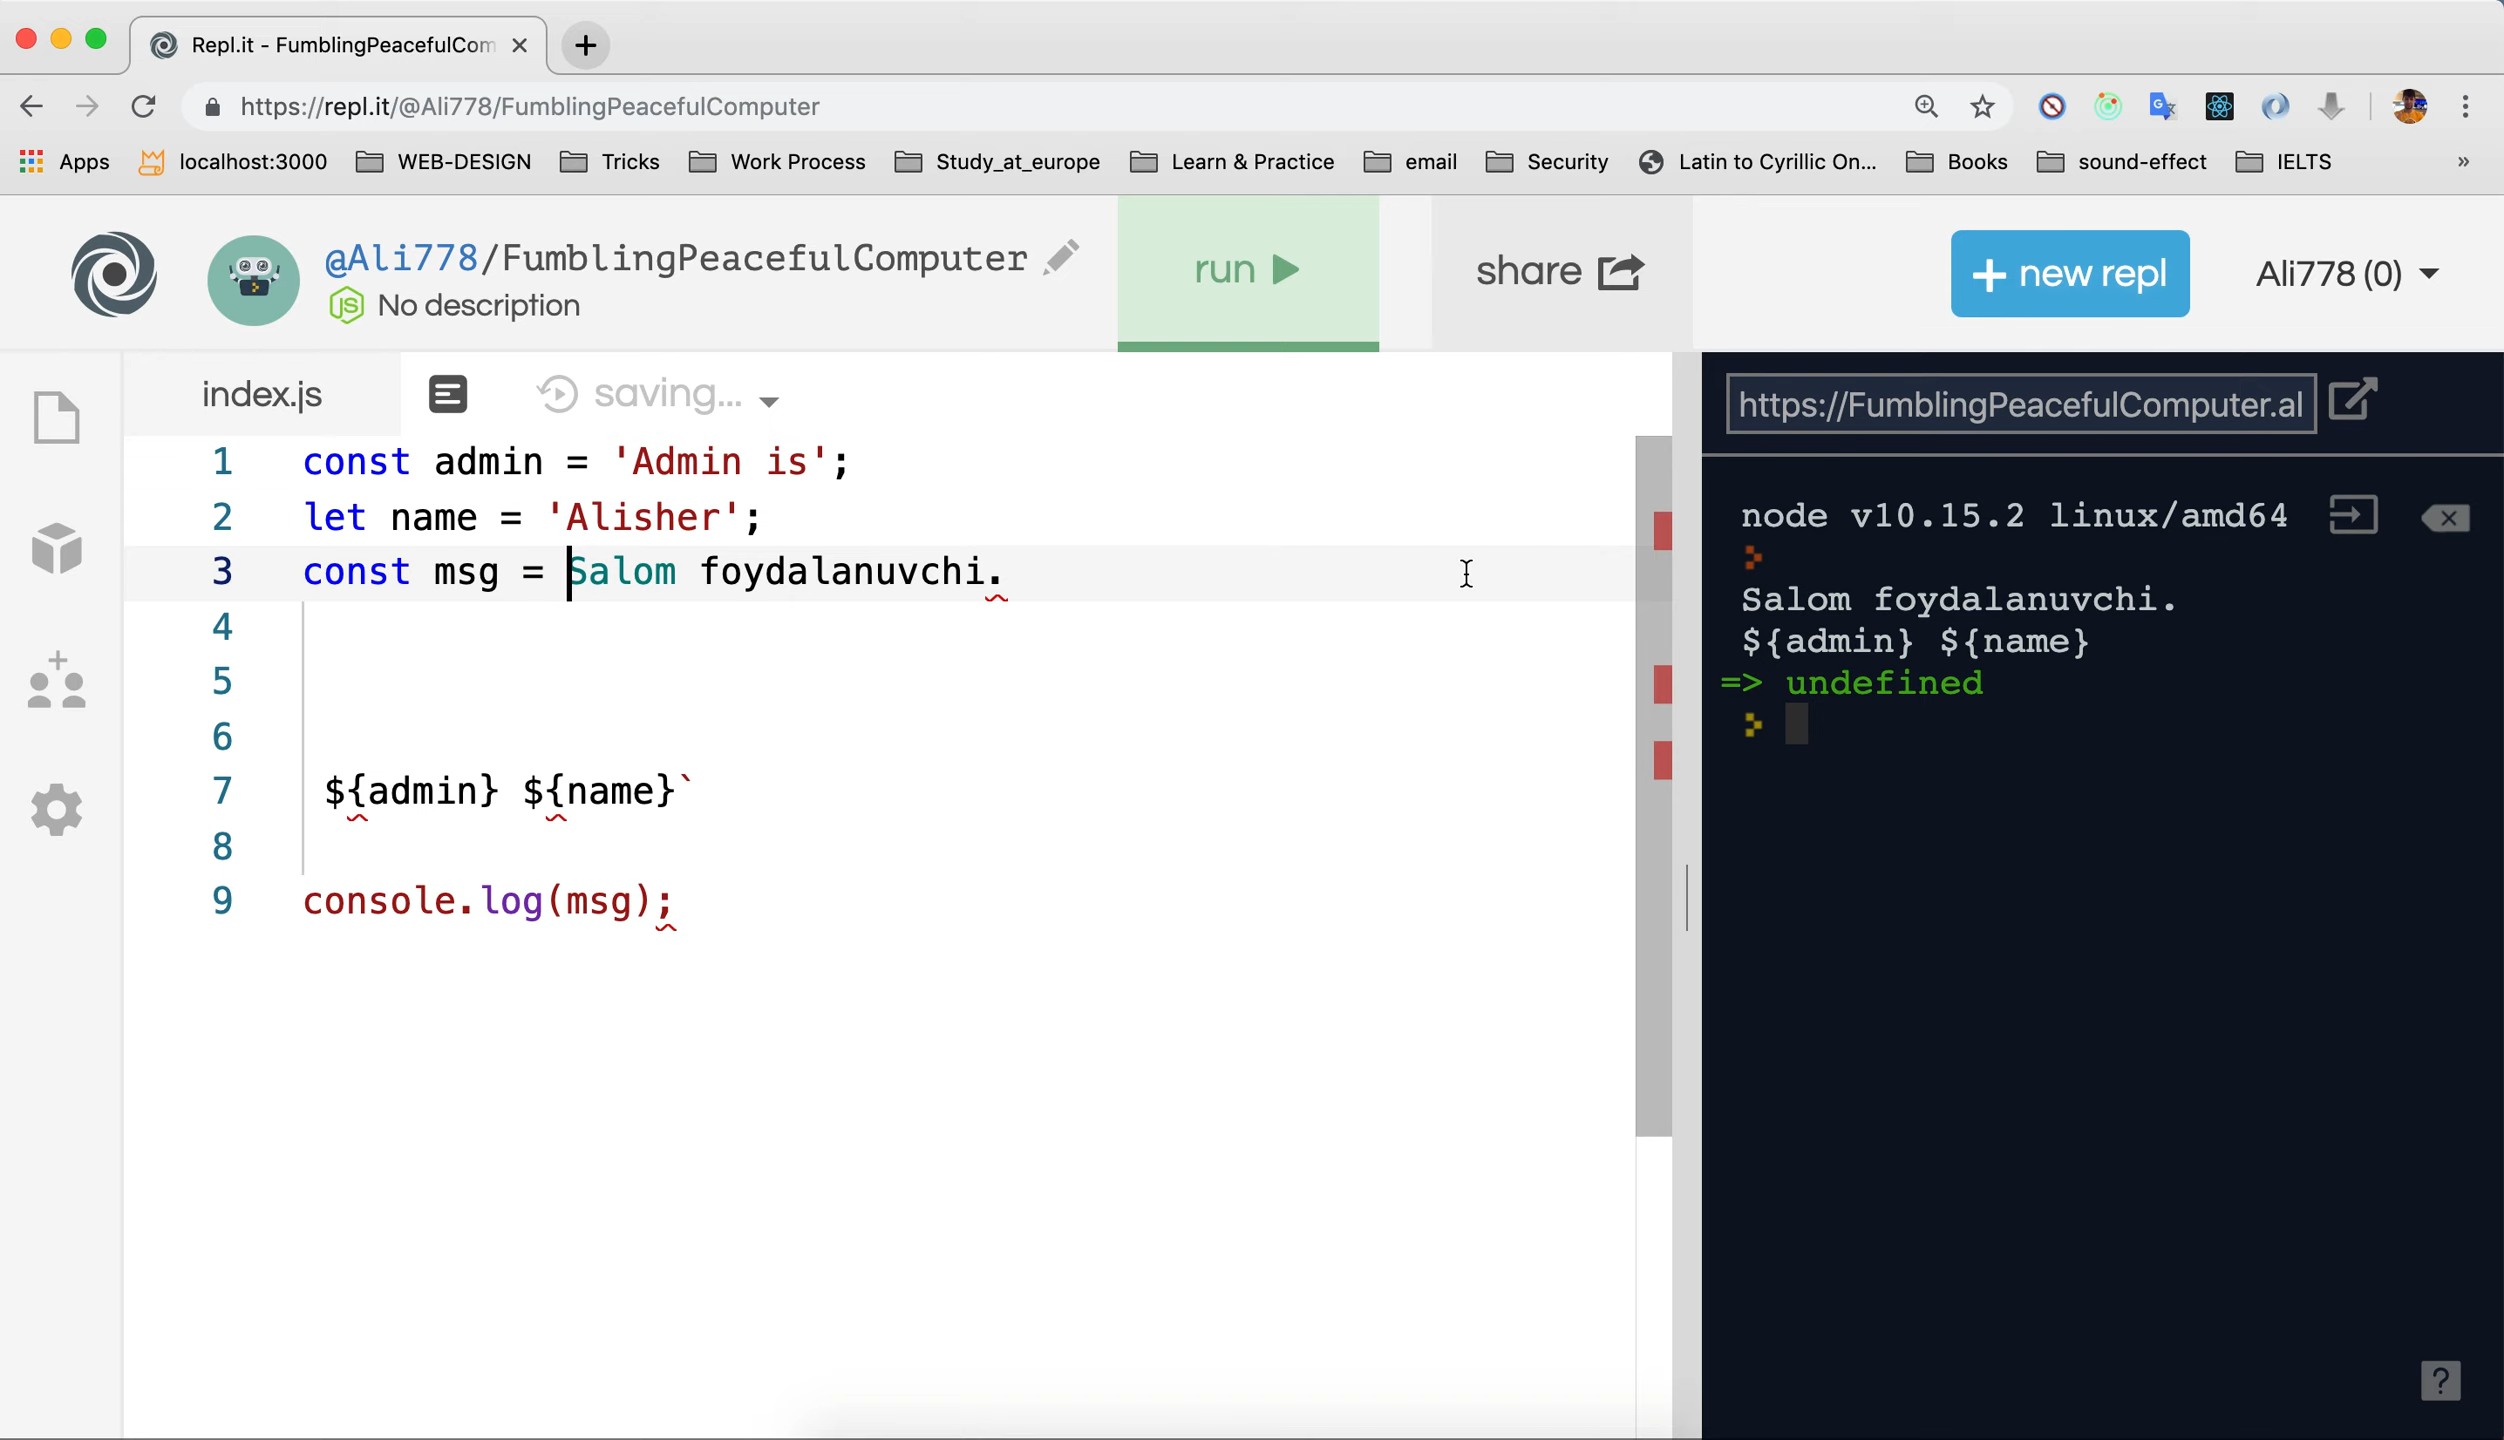 Repl.it - FumblingPeacefulCom
https://repl.it/@Ali778/FumblingPeacefulComputer
Apps localhost:3000 WEB-DESIGN Tricks Work Process Study_at_europe Learn & Practice email Security Latin to Cyrillic On... Books sound-effect IELTS »
@Ali778/FumblingPeacefulComputer
JS No description
run
share
+ new repl
Ali778 (0)
index.js
saving...
1 const admin = 'Admin is';
2 let name = 'Alisher';
3 const msg = Salom foydalanuvchi.
4
5
6
7 ${admin} ${name}`
8
9 console.log(msg);
https://FumblingPeacefulComputer.al
node v10.15.2 linux/amd64
Salom foydalanuvchi.
${admin} ${name}
=> undefined
?